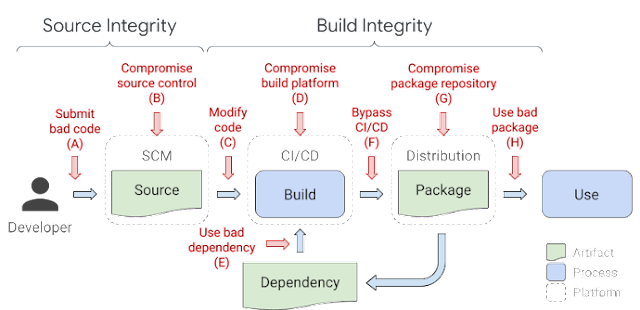 Source Integrity
Build Integrity
Compromise
source control
(B)
Compromise
build platform
(D)
Compromise
package repository
(G)
Submit
bad code
(A)
Modify
code
(C)
Bypass
CI/CD
(F)
Use bad
package
(H)
SCM
CI/CD
Distribution
Source
Build
Package
Use
Developer
Use bad
dependency
(E)
Dependency
Artifact
Process
Platform